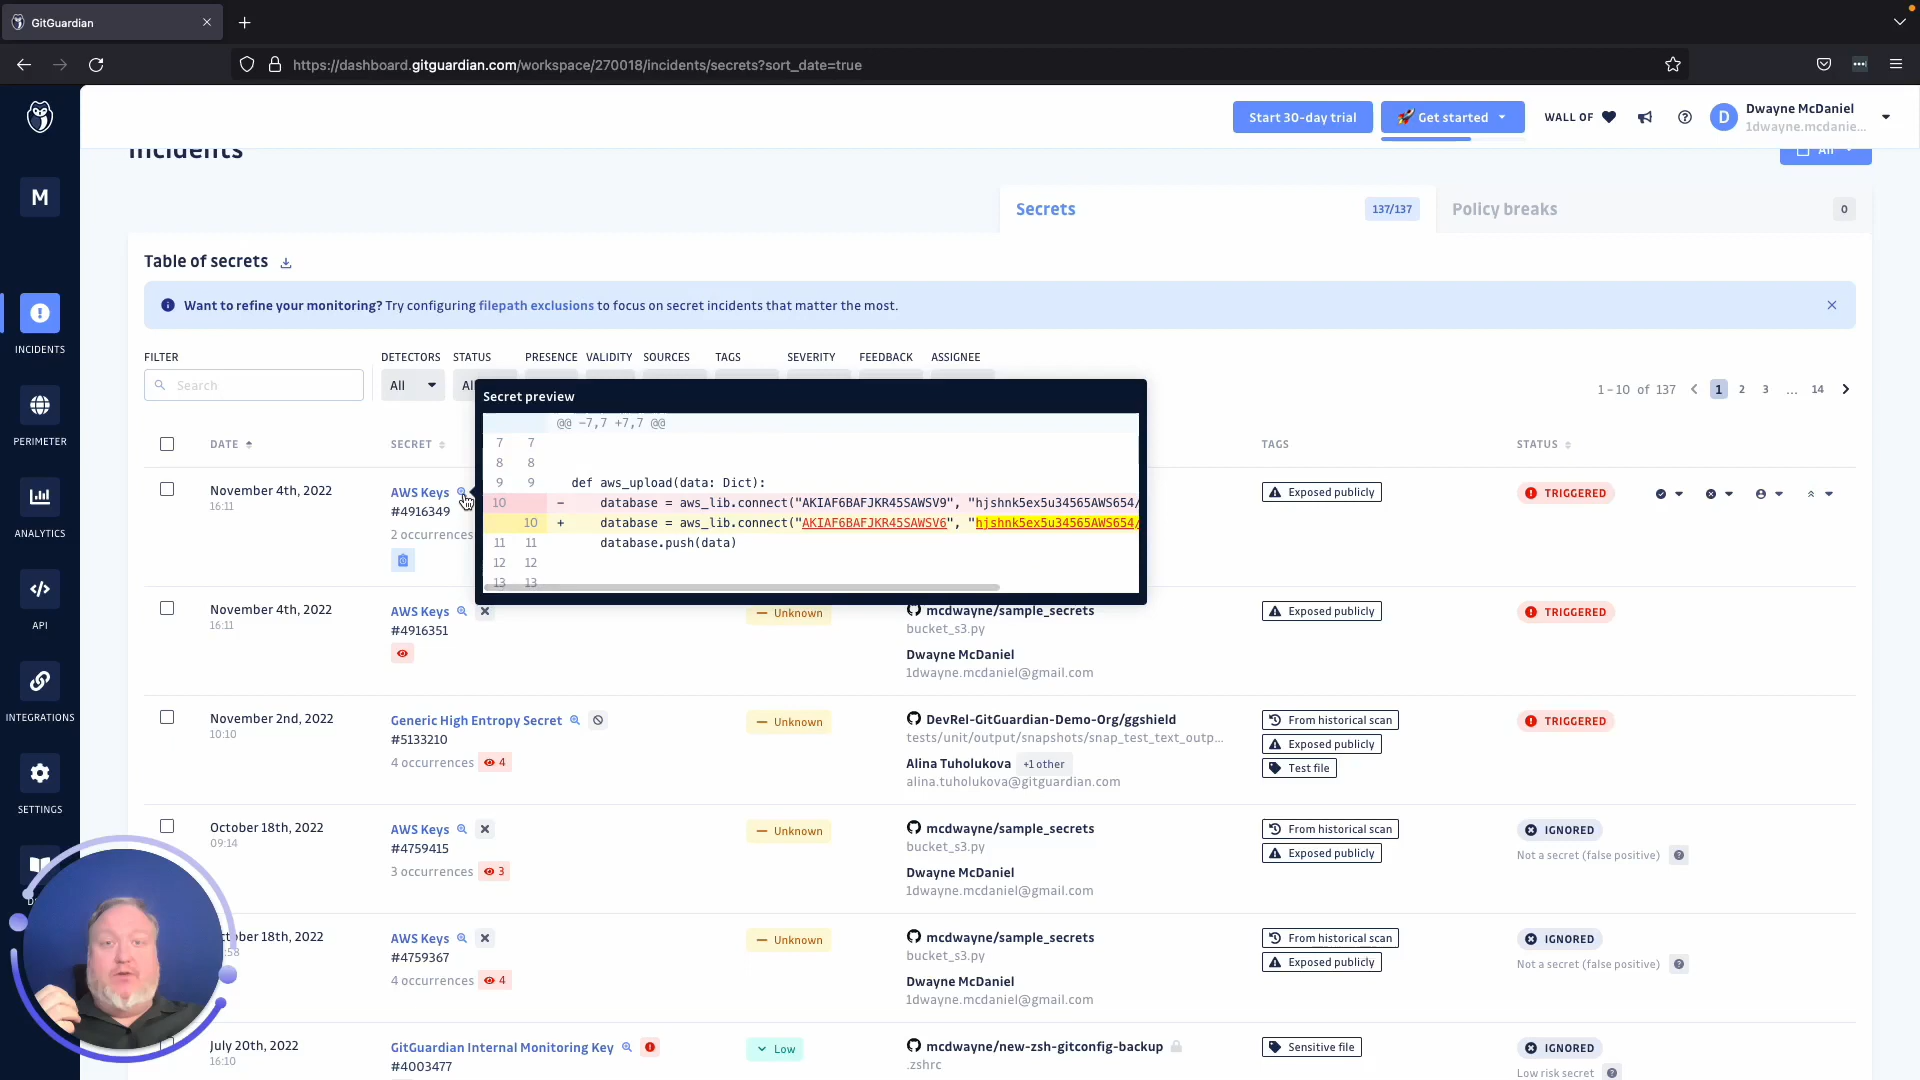 GitGuardian
https://dashboard.gitguardian.com/workspace/270018/incidents/secrets?sort_date=true
Start 30-day trial
Get started
WALL OF
D
Dwayne McDaniel
1dwayne.mcdanie...
Incidents
All
M
Secrets
137/137
Policy breaks
0
Table of secrets
Want to refine your monitoring? Try configuring filepath exclusions to focus on secret incidents that matter the most.
INCIDENTS
PERIMETER
ANALYTICS
API
INTEGRATIONS
SETTINGS
FILTER
DETECTORS
STATUS
PRESENCE
VALIDITY
SOURCES
TAGS
SEVERITY
FEEDBACK
ASSIGNEE
Search
All
1-10 of 137
1
2
3
...
14
Secret preview
@@ -7,7 +7,7 @@
7 7
8 8
9 9 def aws_upload(data: Dict):
10 - database = aws_lib.connect("AKIAF6BAFJKR45SAWSV9", "hjshnk5ex5u34565AWS654/
10 + database = aws_lib.connect("AKIAF6BAFJKR45SAWSV6", "hjshnk5ex5u34565AWS654/
11 11 database.push(data)
12 12
13 13
DATE
SECRET
TAGS
STATUS
November 4th, 2022
16:11
AWS Keys
#4916349
2 occurrences
Exposed publicly
TRIGGERED
November 4th, 2022
16:11
AWS Keys
#4916351
Unknown
mcdwayne/sample_secrets
bucket_s3.py
Dwayne McDaniel
1dwayne.mcdaniel@gmail.com
Exposed publicly
TRIGGERED
November 2nd, 2022
10:10
Generic High Entropy Secret
#5133210
4 occurrences
4
Unknown
DevRel-GitGuardian-Demo-Org/ggshield
tests/unit/output/snapshots/snap_test_text_outp...
Alina Tuholukova
+1 other
alina.tuholukova@gitguardian.com
From historical scan
Exposed publicly
Test file
TRIGGERED
October 18th, 2022
09:14
AWS Keys
#4759415
3 occurrences
3
Unknown
mcdwayne/sample_secrets
bucket_s3.py
Dwayne McDaniel
1dwayne.mcdaniel@gmail.com
From historical scan
Exposed publicly
IGNORED
Not a secret (false positive)
ctober 18th, 2022
:58
AWS Keys
#4759367
4 occurrences
4
Unknown
mcdwayne/sample_secrets
bucket_s3.py
Dwayne McDaniel
1dwayne.mcdaniel@gmail.com
From historical scan
Exposed publicly
IGNORED
Not a secret (false positive)
July 20th, 2022
16:10
GitGuardian Internal Monitoring Key
#4003477
Low
mcdwayne/new-zsh-gitconfig-backup
.zshrc
Sensitive file
IGNORED
Low risk secret